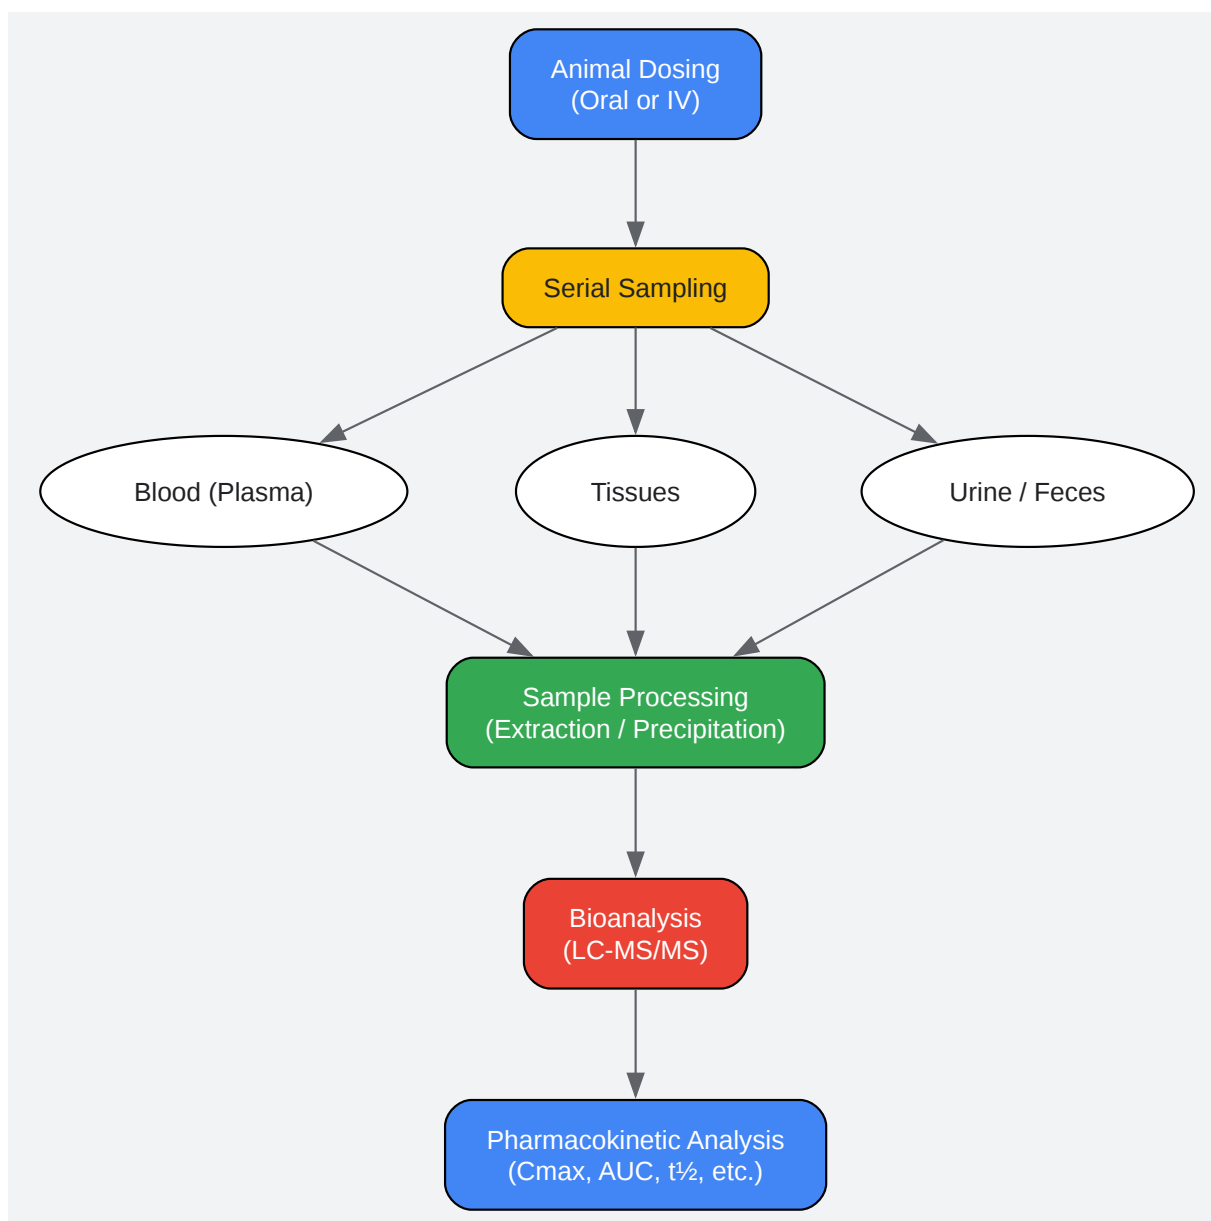 Animal Dosing
(Oral or IV)
Serial Sampling
Blood (Plasma)
Tissues
Urine / Feces
Sample Processing
(Extraction / Precipitation)
Bioanalysis
(LC-MS/MS)
Pharmacokinetic Analysis
(Cmax, AUC, t½, etc.)